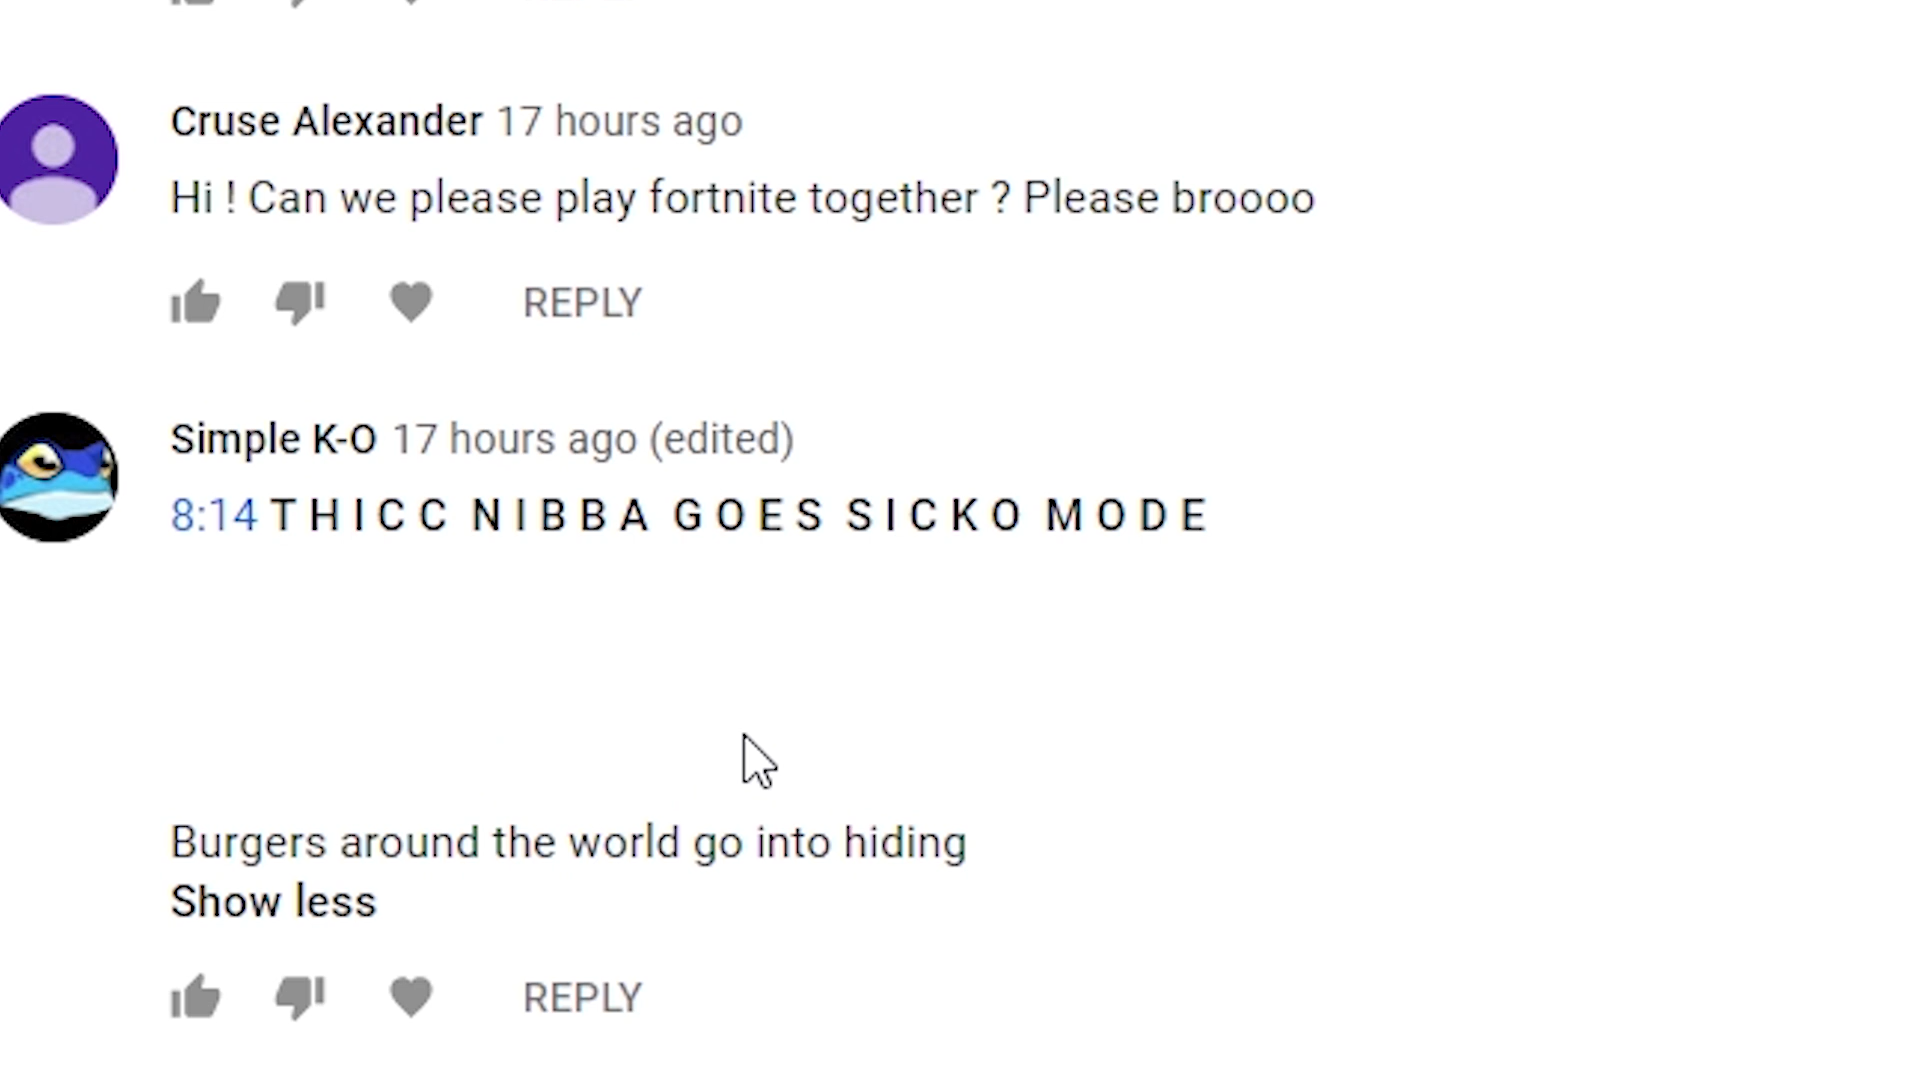 Cruse Alexander 17 hours ago
Hi ! Can we please play fortnite together ? Please broooo
REPLY
Simple K-O 17 hours ago (edited)
8:14 T H I C C  N I B B A  G O E S  S I C K O  M O D E
Burgers around the world go into hiding
Show less
REPLY